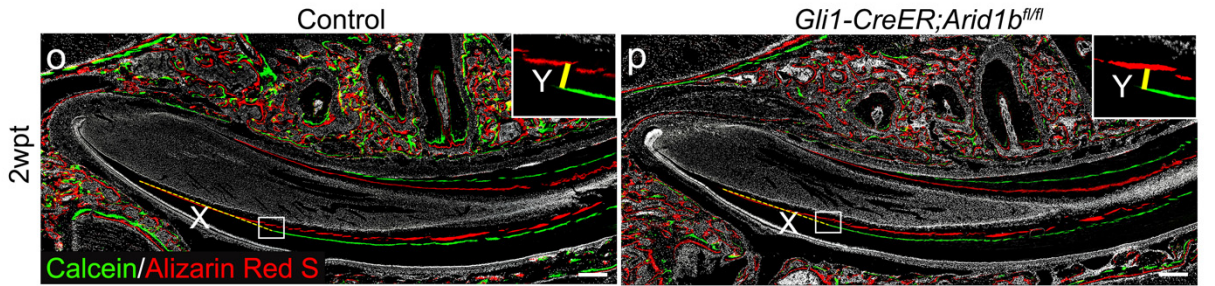 Control
Gli1-CreER;Arid1b^fl/fl
2wpt
o
Y
X
Calcein/Alizarin Red S
p
Y
X